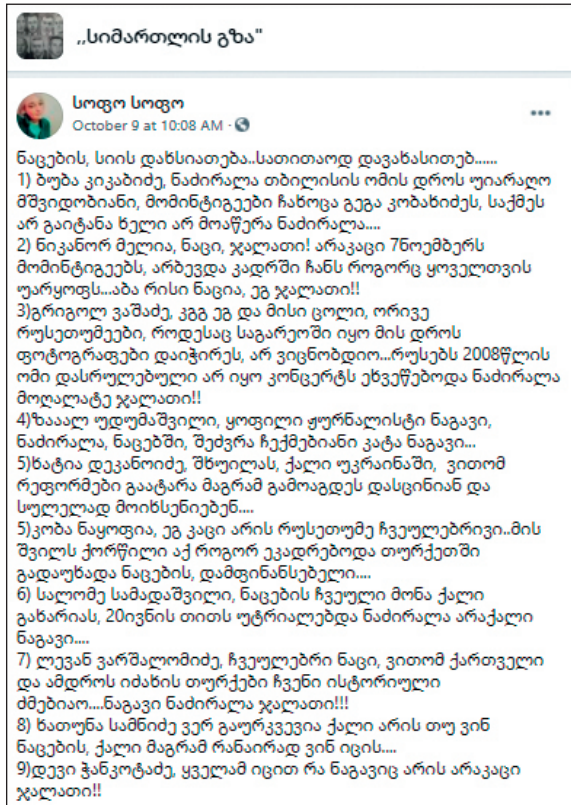 ,,სიმართლის გზა"
სოფო სოფო
October 9 at 10:08 AM ·
ნაცების, სიის დახსიათება..სათითაოდ დავახასითებ......
1) ბუბა კიკაბიძე, ნაძირალა თბილისის ომის დროს უიარაღო
მშვიდობიანი, მომინტიგეები ჩახოცა გეგა კობახიძეს, საქმეს
არ გაიტანა ხელი არ მოაწერა ნაძირალა....
2) ნიკანორ მელია, ნაცი, ჯალათი! არაკაცი 7ნოემბერს
მომინტიგეებს, არბევდა კადრში ჩანს როგორც ყოველთვის
უარყოფს...აბა რისი ნაცია, ეგ ჯალათი!!
3)გრიგოლ ვაშაძე, კგგ ეგ და მისი ცოლი, ორივე
რუსეთუმეები, როდესაც საგარეოში იყო მის დროს
ფოტოგრაფები დაიჭირეს, არ ვიცნობდიო...რუსებს 2008წლის
ომი დასრულებული არ იყო კონცერტს ეხვეწებოდა ნაძირალა
მოღალატე ჯალათი!!
4)ზააალ უდუმაშვილი, ყოფილი ჟურნალისტი ნაგავი,
ნაძირალა, ნაცებში, შეძვრა ჩექმებიანი კატა ნაგავი...
5)ხატია დეკანოიძე, შხუილას, ქალი უკრაინაში, ვითომ
რეფორმები გაატარა მაგრამ გამოაგდეს დასცინიან და
სულელად მოიხსენიებენ....
5)კობა ნაყოფია, ეგ კაცი არის რუსეთუმე ჩვეულებრივი..მის
შვილს ქორწილი აქ როგორ ეკადრებოდა თურქეთში
გადაუხადა ნაცების, დამფინანსებელი....
6) სალომე სამადაშვილი, ნაცების ჩვეული მონა ქალი
გახარიას, 20ივნის თითს უტრიალებდა ნაძირალა არაქალი
ნაგავი....
7) ლევან ვარშალომიძე, ჩვეულებრი ნაცი, ვითომ ქართველი
და ამდროს იძახის თურქები ჩვენი ისტორიული
ძმებიაო....ნაგავი ნაძირალა ჯალათი!!!
8) ხათუნა სამნიძე ვერ გაურკვევია ქალი არის თუ ვინ
ნაცების, ქალი მაგრამ რანაირად ვინ იცის....
9)დევი ჭანკოტაძე, ყველამ იცით რა ნაგავიც არის არაკაცი
ჯალათი!!